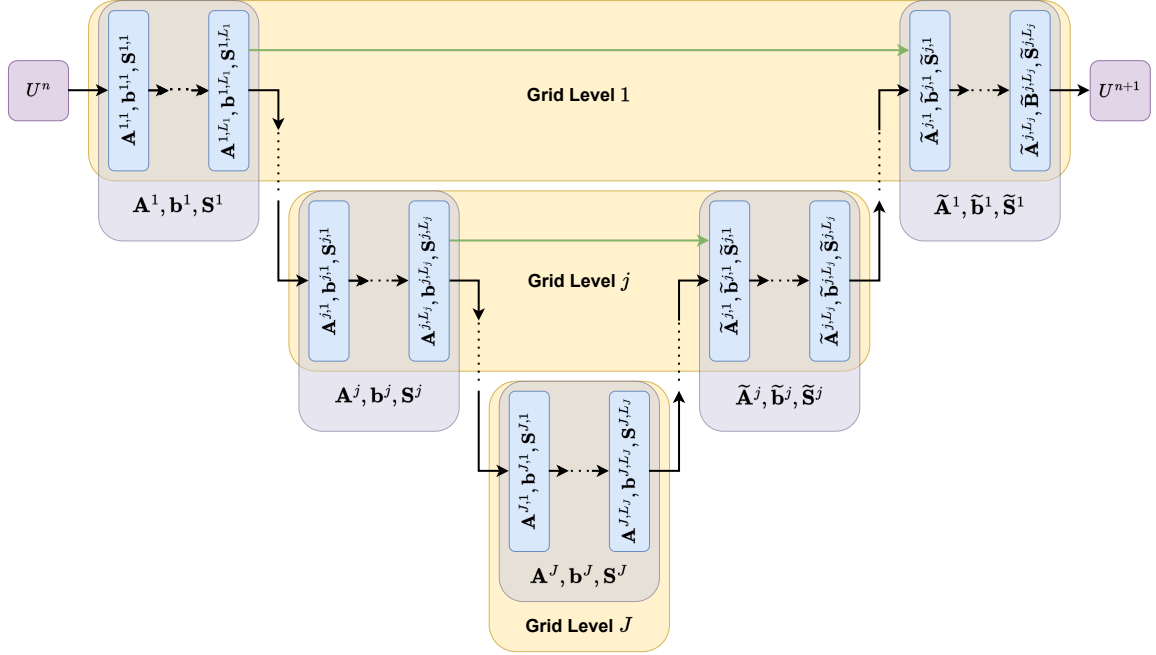 Uⁿ
A^{1,1}, b^{1,1}, S^{1,1}
A^{1,L_1}, b^{1,L_1}, S^{1,L_1}
A^1, b^1, S^1
Grid Level 1
Ã^{j,1}, b̃^{j,1}, S̃^{j,1}
Ã^{j,L_j}, B̃^{j,L_j}, S̃^{j,L_j}
Ã^1, b̃^1, S̃^1
U^{n+1}
A^{j,1}, b^{j,1}, S^{j,1}
A^{j,L_j}, b^{j,L_j}, S^{j,L_j}
A^j, b^j, S^j
Grid Level j
Ã^{j,1}, b̃^{j,1}, S̃^{j,1}
Ã^{j,L_j}, b̃^{j,L_j}, S̃^{j,L_j}
Ã^j, b̃^j, S̃^j
A^{J,1}, b^{J,1}, S^{J,1}
A^{J,L_J}, b^{J,L_J}, S^{J,L_j}
A^J, b^J, S^J
Grid Level J